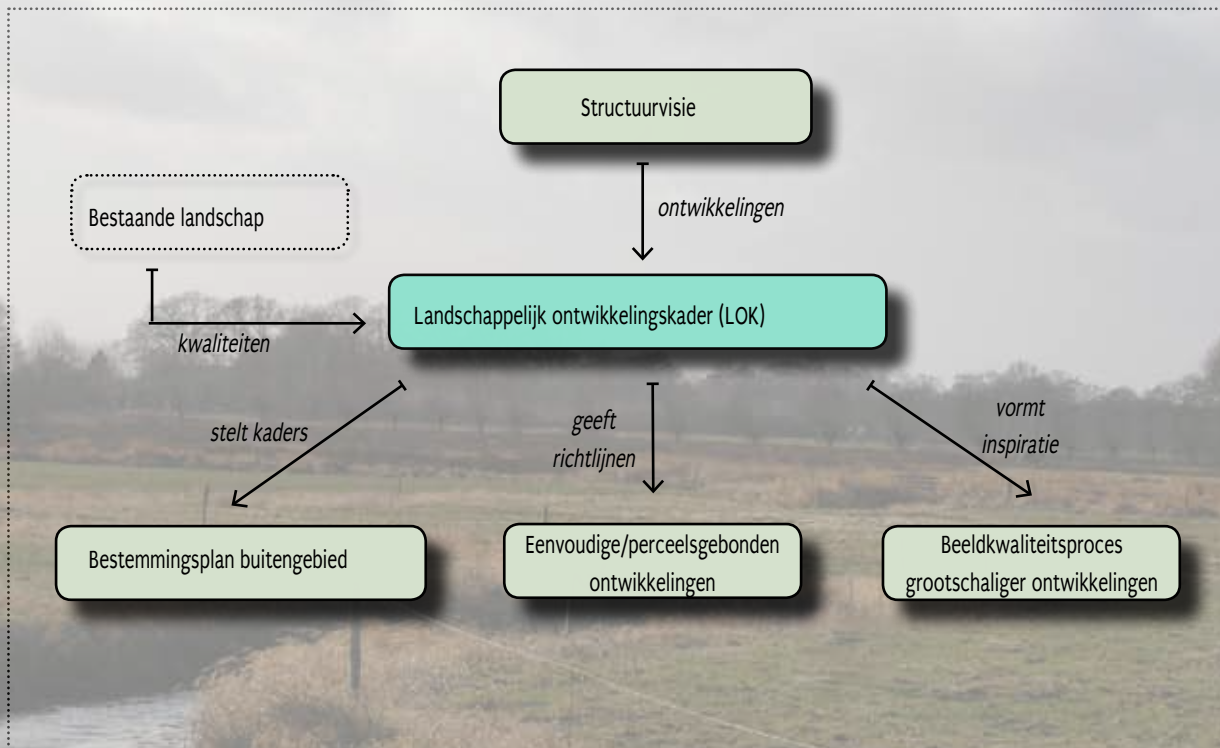 Structuurvisie
ontwikkelingen
Bestaande landschap
Landschappelijk ontwikkelingskader (LOK)
kwaliteiten
stelt kaders
geeft
richtlijnen
vormt
inspiratie
Bestemmingsplan buitengebied
Eenvoudige/perceelsgebonden
ontwikkelingen
Beeldkwaliteitsproces
grootschaliger ontwikkelingen